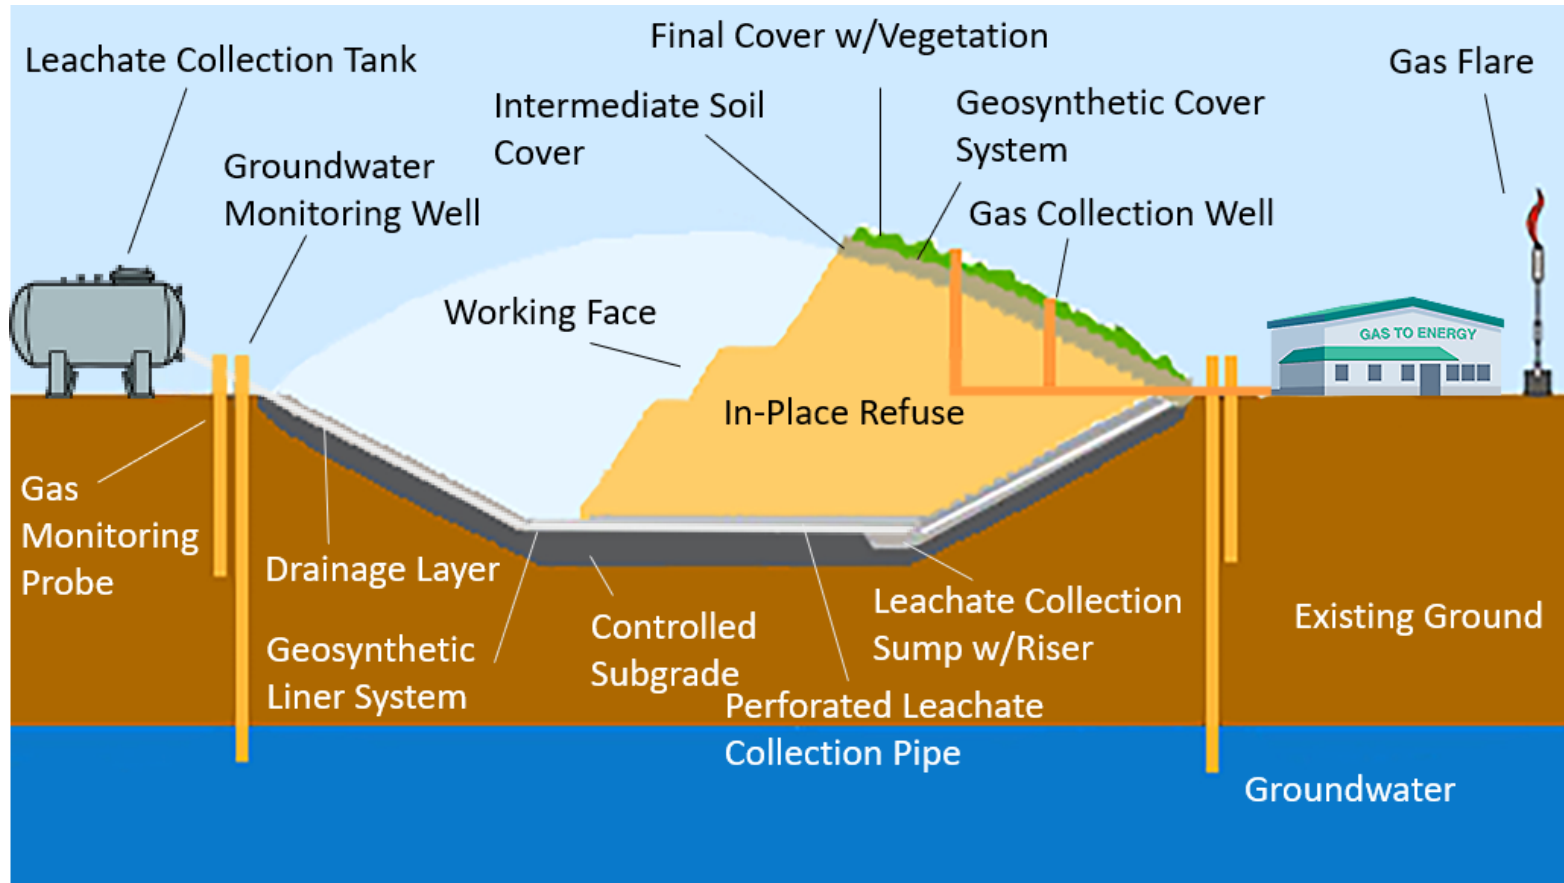 Final Cover w/Vegetation
Leachate Collection Tank
Gas Flare
Intermediate Soil
Cover
Geosynthetic Cover
System
Groundwater
Monitoring Well
Gas Collection Well
Working Face
GAS TO ENERGY
In-Place Refuse
Gas
Monitoring
Probe
Drainage Layer
Geosynthetic
Liner System
Controlled
Subgrade
Leachate Collection
Sump w/Riser
Existing Ground
Perforated Leachate
Collection Pipe
Groundwater